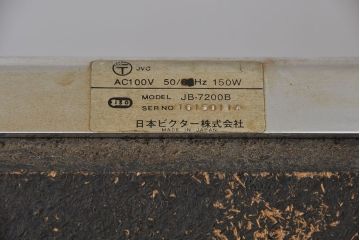 JVC
AC100V 50/60Hz 150W
MODEL JB-7200B
SER NO
日本ビクター株式会社
MADE IN JAPAN